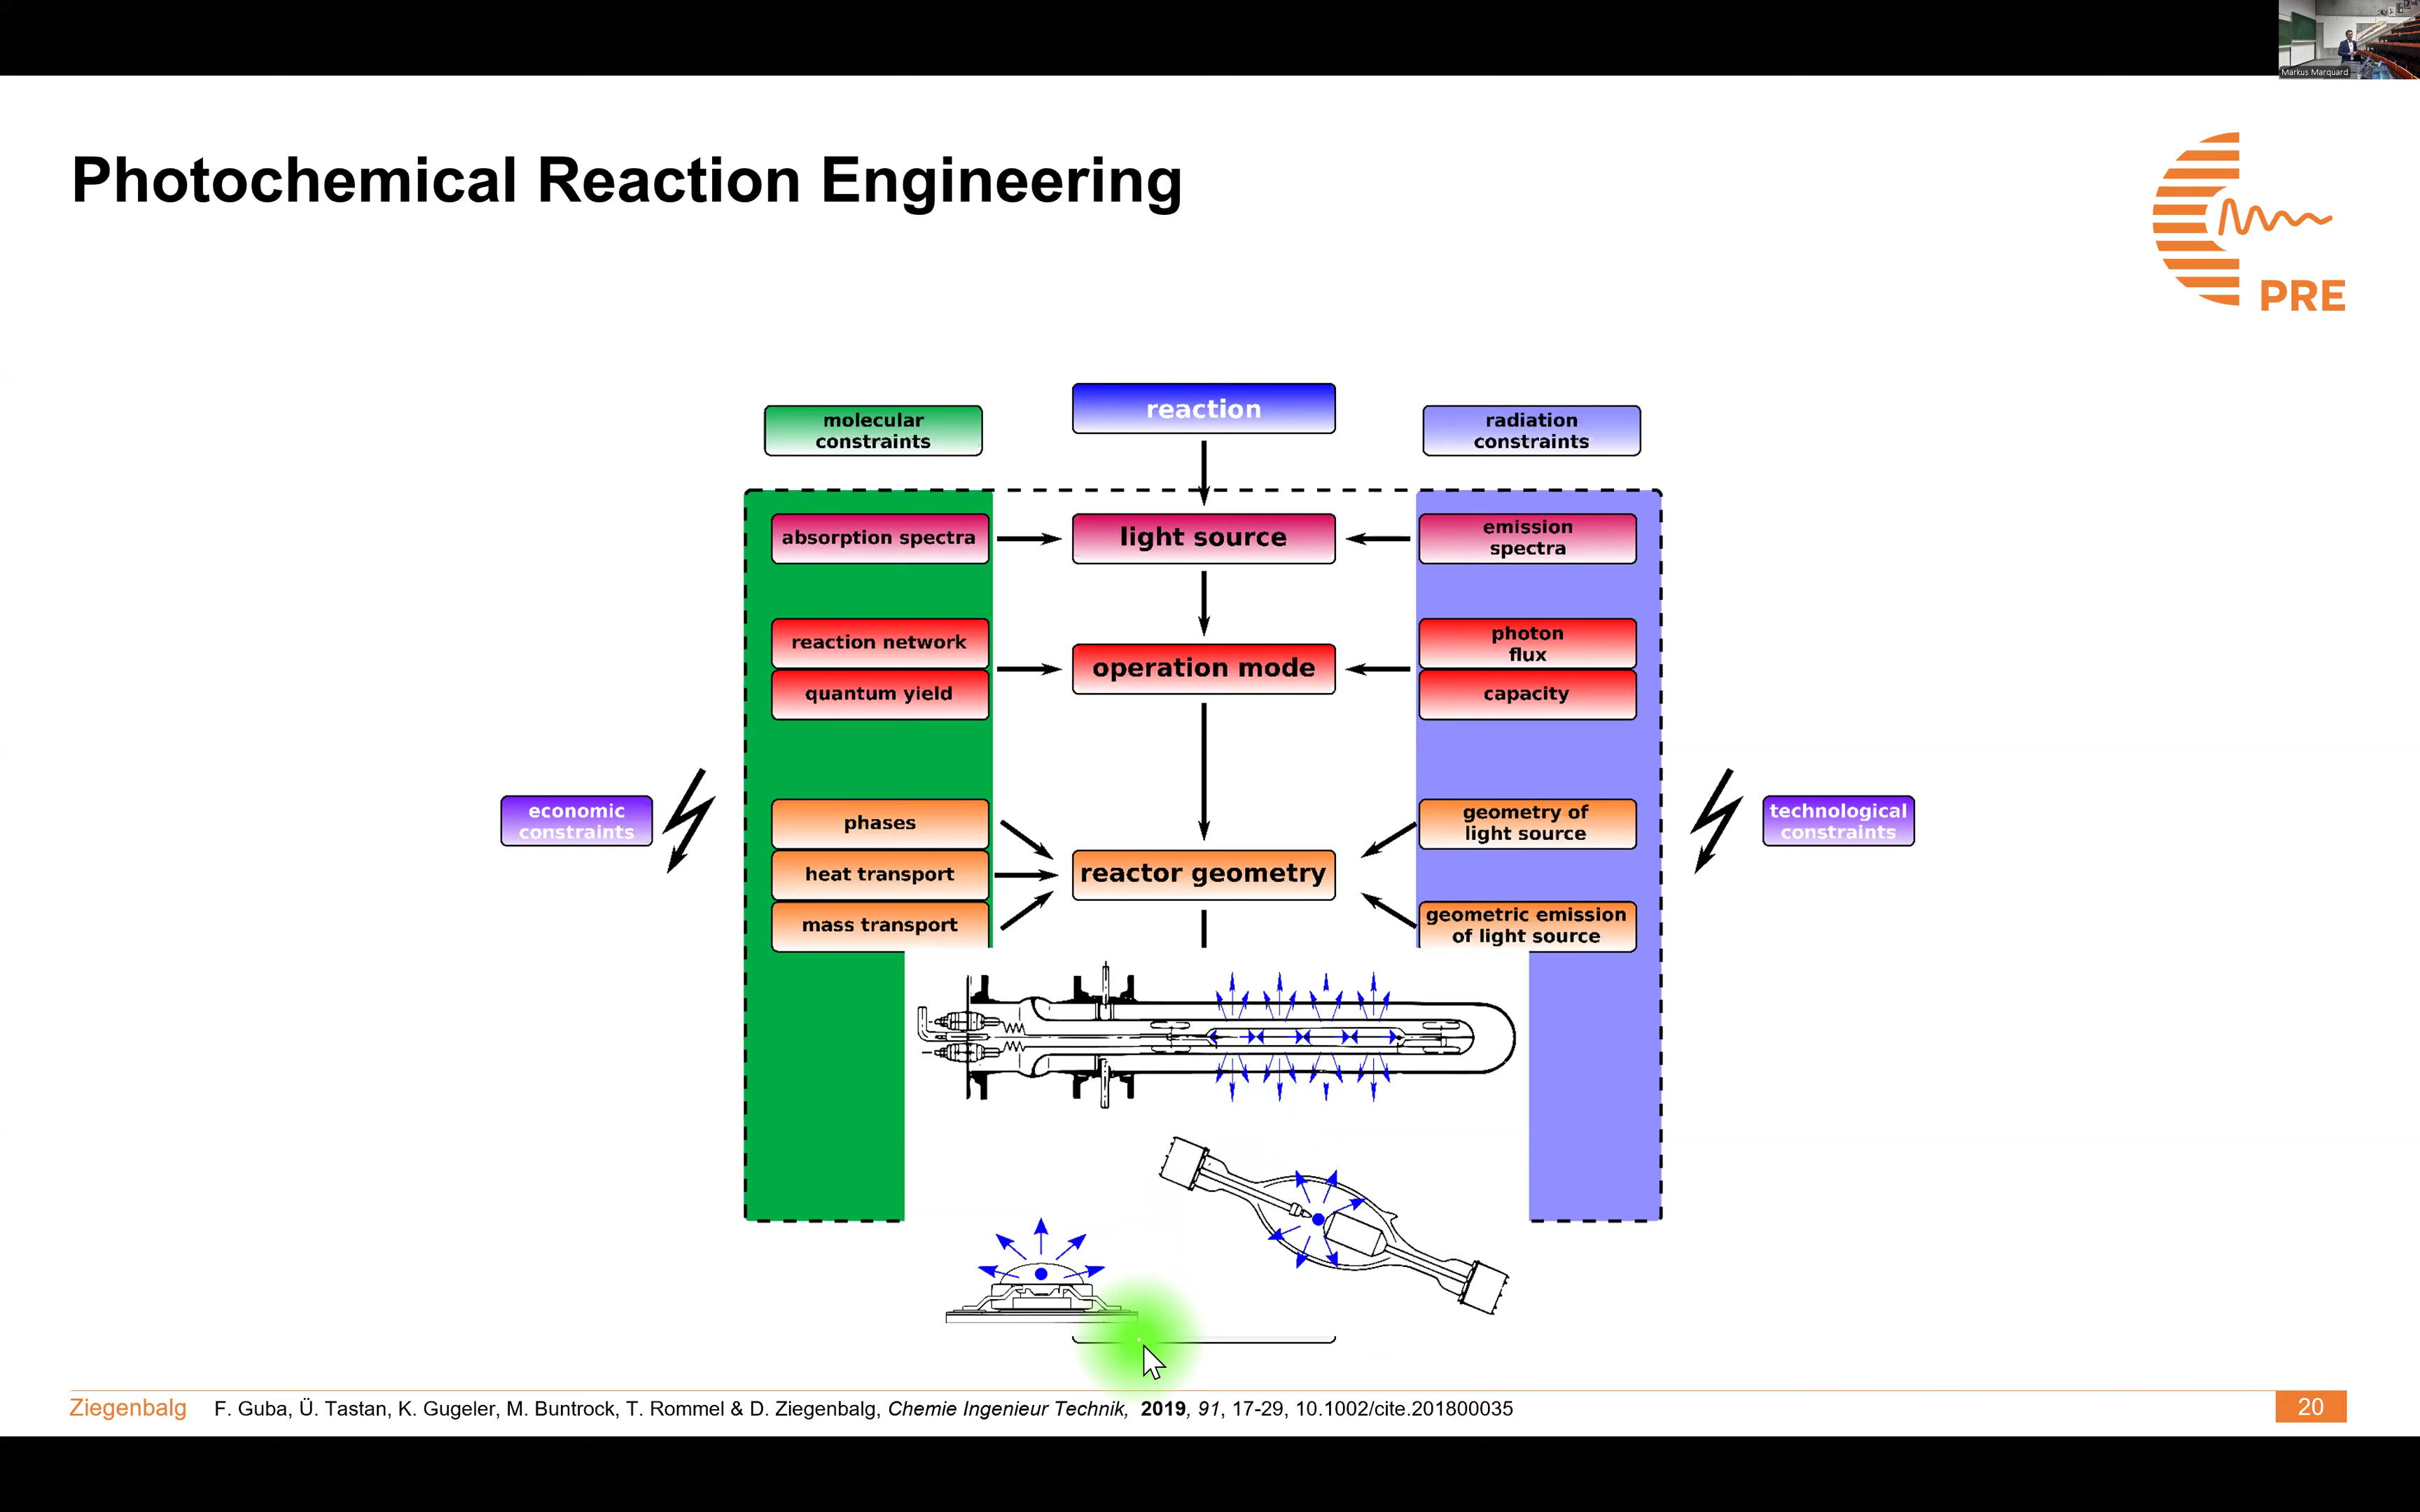 Markus Marquard
Photochemical Reaction Engineering
PRE
reaction
molecular
constraints
radiation
constraints
absorption spectra
light source
emission
spectra
reaction network
quantum yield
operation mode
photon
flux
capacity
economic
constraints
technological
constraints
phases
heat transport
mass transport
reactor geometry
geometry of
light source
geometric emission
of light source
Ziegenbalg F. Guba, Ü. Tastan, K. Gugeler, M. Buntrock, T. Rommel & D. Ziegenbalg, Chemie Ingenieur Technik, 2019, 91, 17-29, 10.1002/cite.201800035
20